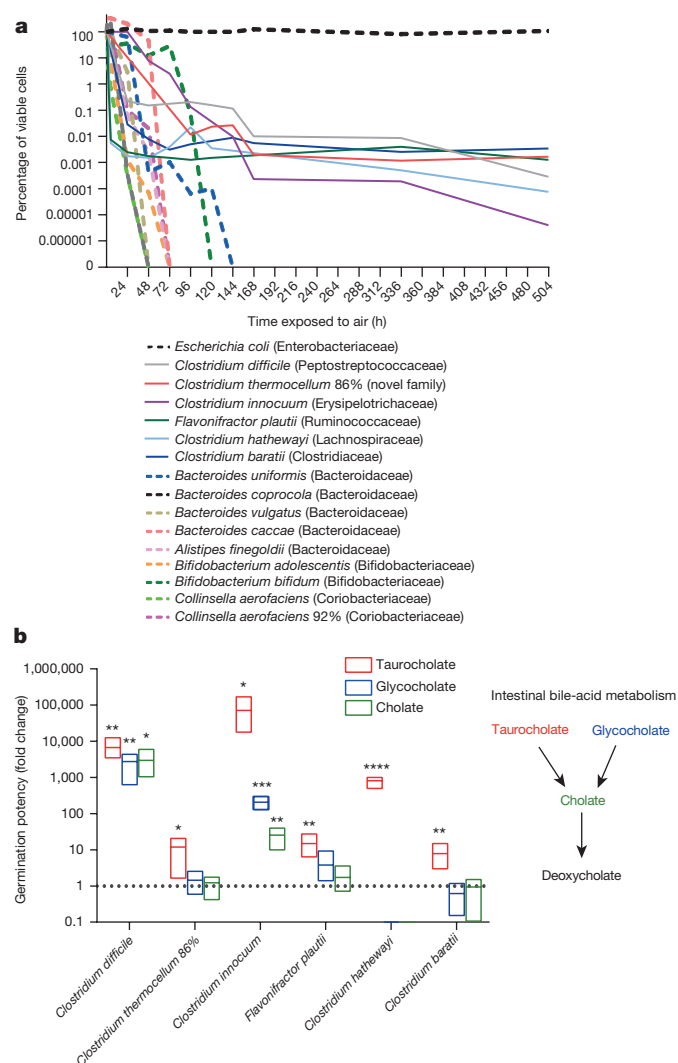 a
Percentage of viable cells
100
10
1
0.1
0.01
0.001
0.0001
0.00001
0.000001
0
24 48 72 96 120 144 168 192 216 240 264 288 312 336 360 384 408 432 456 480 504
Time exposed to air (h)
Escherichia coli (Enterobacteriaceae)
Clostridium difficile (Peptostreptococcaceae)
Clostridium thermocellum 86% (novel family)
Clostridium innocuum (Erysipelotrichaceae)
Flavonifractor plautii (Ruminococcaceae)
Clostridium hathewayi (Lachnospiraceae)
Clostridium baratii (Clostridiaceae)
Bacteroides uniformis (Bacteroidaceae)
Bacteroides coprocola (Bacteroidaceae)
Bacteroides vulgatus (Bacteroidaceae)
Bacteroides caccae (Bacteroidaceae)
Alistipes finegoldii (Bacteroidaceae)
Bifidobacterium adolescentis (Bifidobacteriaceae)
Bifidobacterium bifidum (Bifidobacteriaceae)
Collinsella aerofaciens (Coriobacteriaceae)
Collinsella aerofaciens 92% (Coriobacteriaceae)
b
Germination potency (fold change)
1,000,000
100,000
10,000
1,000
100
10
1
0.1
** ** *
*
* *** **
**
****
**
Taurocholate
Glycocholate
Cholate
Clostridium difficile
Clostridium thermocellum 86%
Clostridium innocuum
Flavonifractor plautii
Clostridium hathewayi
Clostridium baratii
Intestinal bile-acid metabolism
Taurocholate Glycocholate
Cholate
Deoxycholate